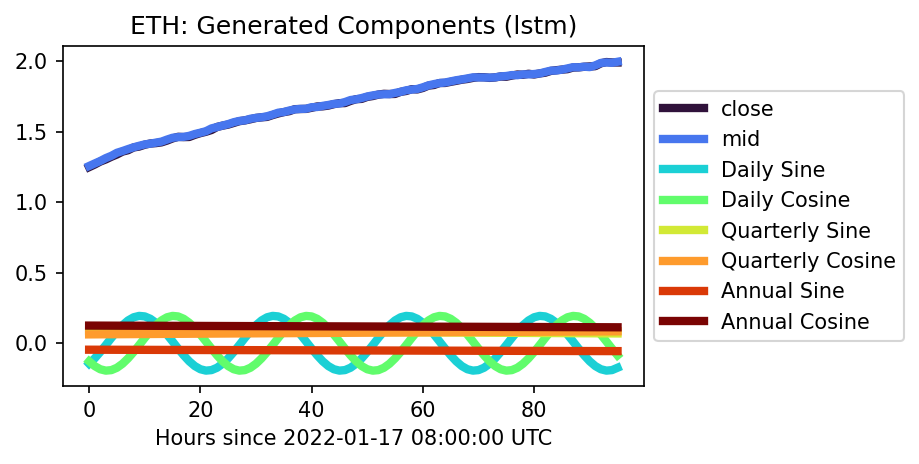 ETH: Generated Components (lstm)
2.0
1.5
1.0
0.5
0.0
0
20
40
60
80
Hours since 2022-01-17 08:00:00 UTC
close
mid
Daily Sine
Daily Cosine
Quarterly Sine
Quarterly Cosine
Annual Sine
Annual Cosine